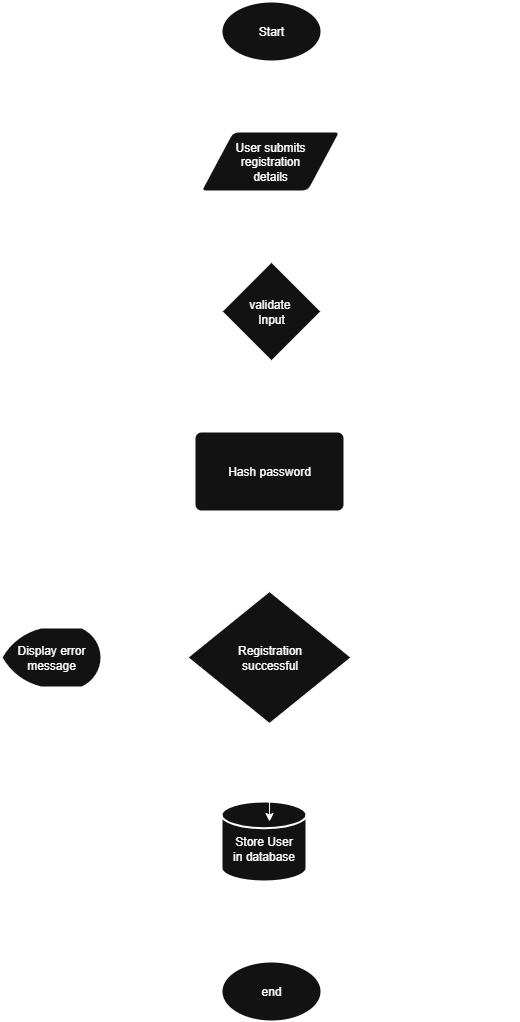 Start
User submits
registration
details
validate
Input
Hash password
Display error
message
Registration
successful
Store User
in database
end